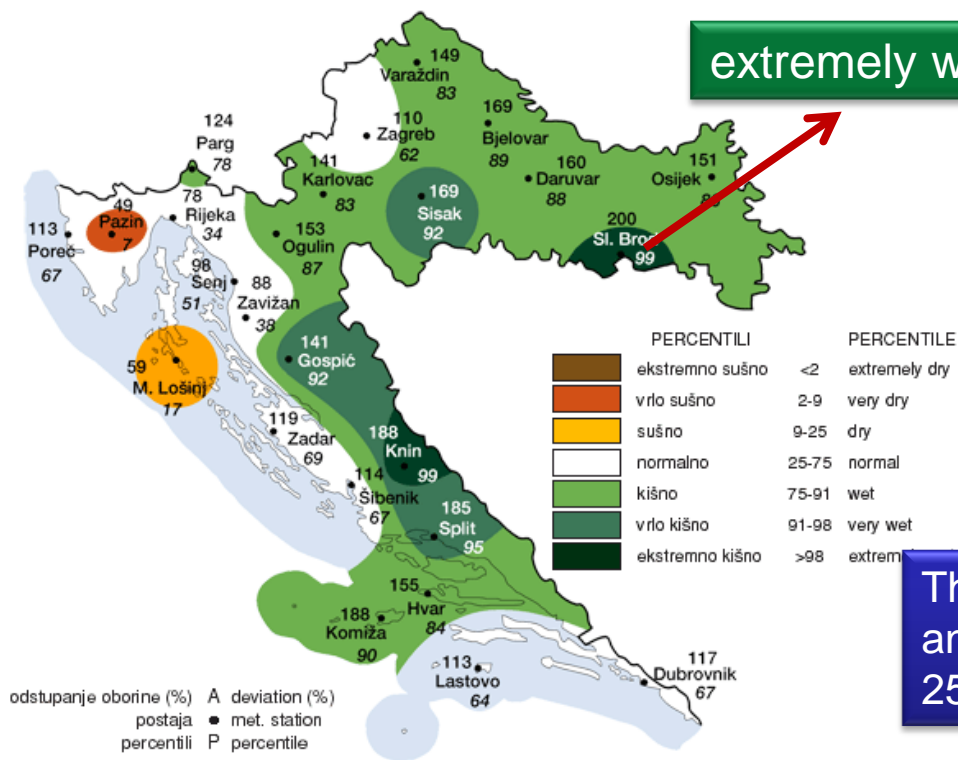 extremely
149
Varaždin
83
124
Parg
78
110
Zagreb
62
169
Bjelovar
89
141
Karlovac
83
160
Daruvar
88
151
Osijek
169
Sisak
92
49
Pazin
7
78
Rijeka
34
113
Poreč
67
153
Ogulin
87
200
Sl. Brod
99
98
Senj
51
88
Zavižan
38
141
Gospić
92
59
M. Lošinj
17
119
Zadar
69
188
Knin
99
114
Šibenik
67
185
Split
95
155
Hvar
84
188
Komiža
90
113
Lastovo
64
117
Dubrovnik
67
PERCENTILI PERCENTILE
ekstremno sušno <2 extremely dry
vrlo sušno 2-9 very dry
sušno 9-25 dry
normalno 25-75 normal
kišno 75-91 wet
vrlo kišno 91-98 very wet
ekstremno kišno >98
odstupanje oborine (%) A deviation (%)
postaja met. station
percentili P percentile